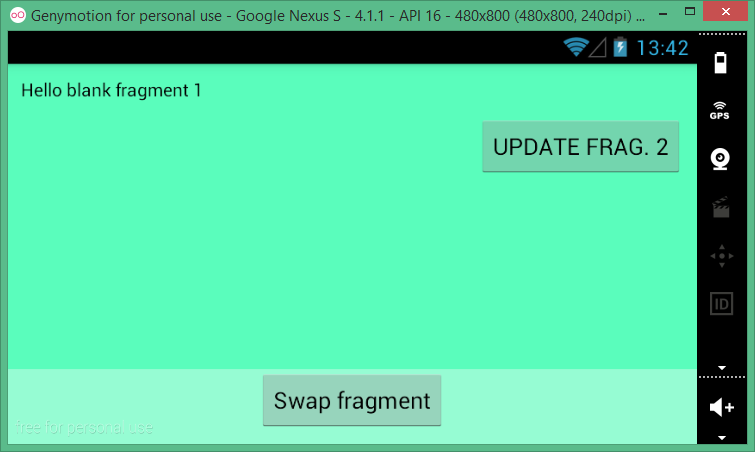 Genymotion for personal use - Google Nexus S - 4.1.1 - API 16 - 480x800 (480x800, 240dpi) ...
13:42
Hello blank fragment 1
GPS
UPDATE FRAG. 2
ID
Swap fragment
free for personal use